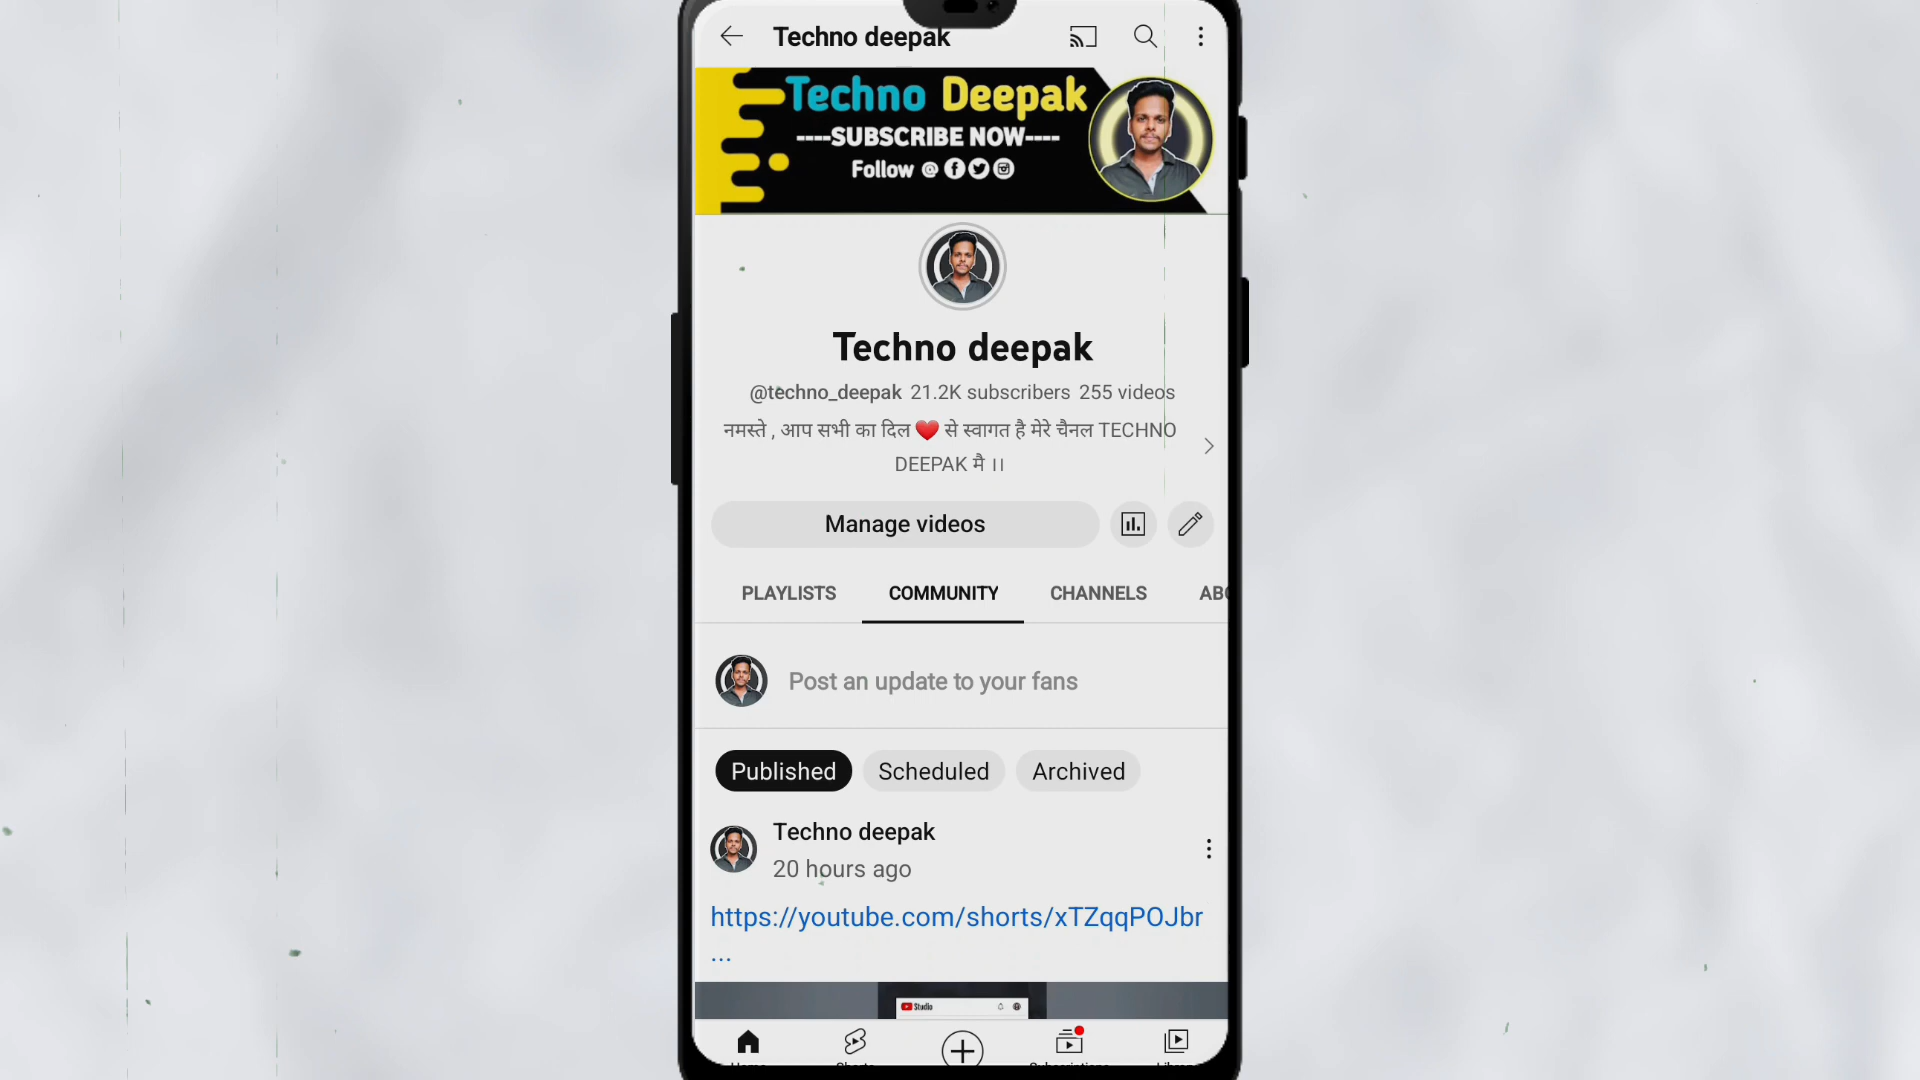 Techno deepak
Techno Deepak
----SUBSCRIBE NOW----
Follow @
Techno deepak
@techno_deepak 21.2K subscribers 255 videos
नमस्ते , आप सभी का दिल ❤️ से स्वागत है मेरे चैनल TECHNO
DEEPAK मै ।।
Manage videos
PLAYLISTS COMMUNITY CHANNELS
Post an update to your fans
Published Scheduled Archived
Techno deepak
20 hours ago
https://youtube.com/shorts/xTZqqPOJbr
...
Studio